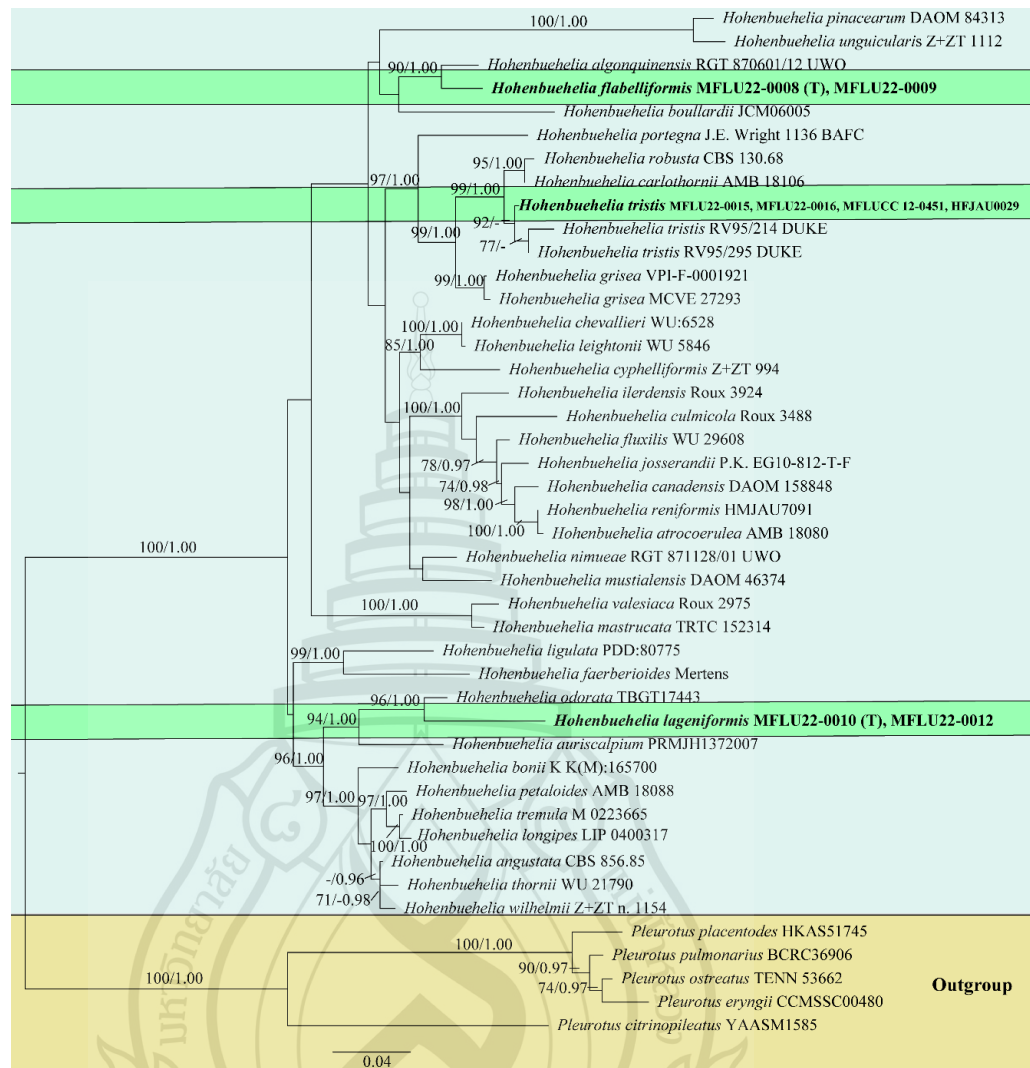 100/1.00
Hohenbuehelia pinacearum DAOM 84313
Hohenbuehelia unguicularis Z+ZT 1112
90/1.00
Hohenbuehelia algonquinensis RGT 870601/12 UWO
Hohenbuehelia flabelliformis MFLU22-0008 (T), MFLU22-0009
Hohenbuehelia boullardii JCM06005
97/1.00
Hohenbuehelia portegna J.E. Wright 1136 BAFC
95/1.00
Hohenbuehelia robusta CBS 130.68
99/1.00
Hohenbuehelia carlothornii AMB 18106
Hohenbuehelia tristis MFLU22-0015, MFLU22-0016, MFLUCC 12-0451, HFJAU0029
92/-
99/1.00
Hohenbuehelia tristis RV95/214 DUKE
77/-
Hohenbuehelia tristis RV95/295 DUKE
99/1.00
Hohenbuehelia grisea VPI-F-0001921
Hohenbuehelia grisea MCVE 27293
100/1.00
Hohenbuehelia chevallieri WU:6528
85/1.00
Hohenbuehelia leightonii WU 5846
Hohenbuehelia cyphelliformis Z+ZT 994
Hohenbuehelia ilerdensis Roux 3924
100/1.00
Hohenbuehelia culmicola Roux 3488
Hohenbuehelia fluxilis WU 29608
78/0.97
Hohenbuehelia josserandii P.K. EG10-812-T-F
74/0.98
Hohenbuehelia canadensis DAOM 158848
98/1.00
Hohenbuehelia reniformis HMJAU7091
100/1.00
Hohenbuehelia atrocoerulea AMB 18080
100/1.00
Hohenbuehelia nimueae RGT 871128/01 UWO
Hohenbuehelia mustialensis DAOM 46374
100/1.00
Hohenbuehelia valesiaca Roux 2975
Hohenbuehelia mastrucata TRTC 152314
99/1.00
Hohenbuehelia ligulata PDD:80775
Hohenbuehelia faerberioides Mertens
96/1.00
Hohenbuehelia odorata TBGT17443
94/1.00
Hohenbuehelia lageniformis MFLU22-0010 (T), MFLU22-0012
Hohenbuehelia auriscalpium PRMJH1372007
96/1.00
Hohenbuehelia bonii K K(M):165700
97/1.00
97/1.00
Hohenbuehelia petaloides AMB 18088
Hohenbuehelia tremula M 0223665
Hohenbuehelia longipes LIP 0400317
100/1.00
Hohenbuehelia angustata CBS 856.85
-/0.96
Hohenbuehelia thornii WU 21790
71/-0.98
Hohenbuehelia wilhelmii Z+ZT n. 1154
Pleurotus placentodes HKAS51745
100/1.00
Pleurotus pulmonarius BCRC36906
90/0.97
Pleurotus ostreatus TENN 53662
74/0.97
100/1.00
Pleurotus eryngii CCMSSC00480
Outgroup
Pleurotus citrinopileatus YAASM1585
0.04